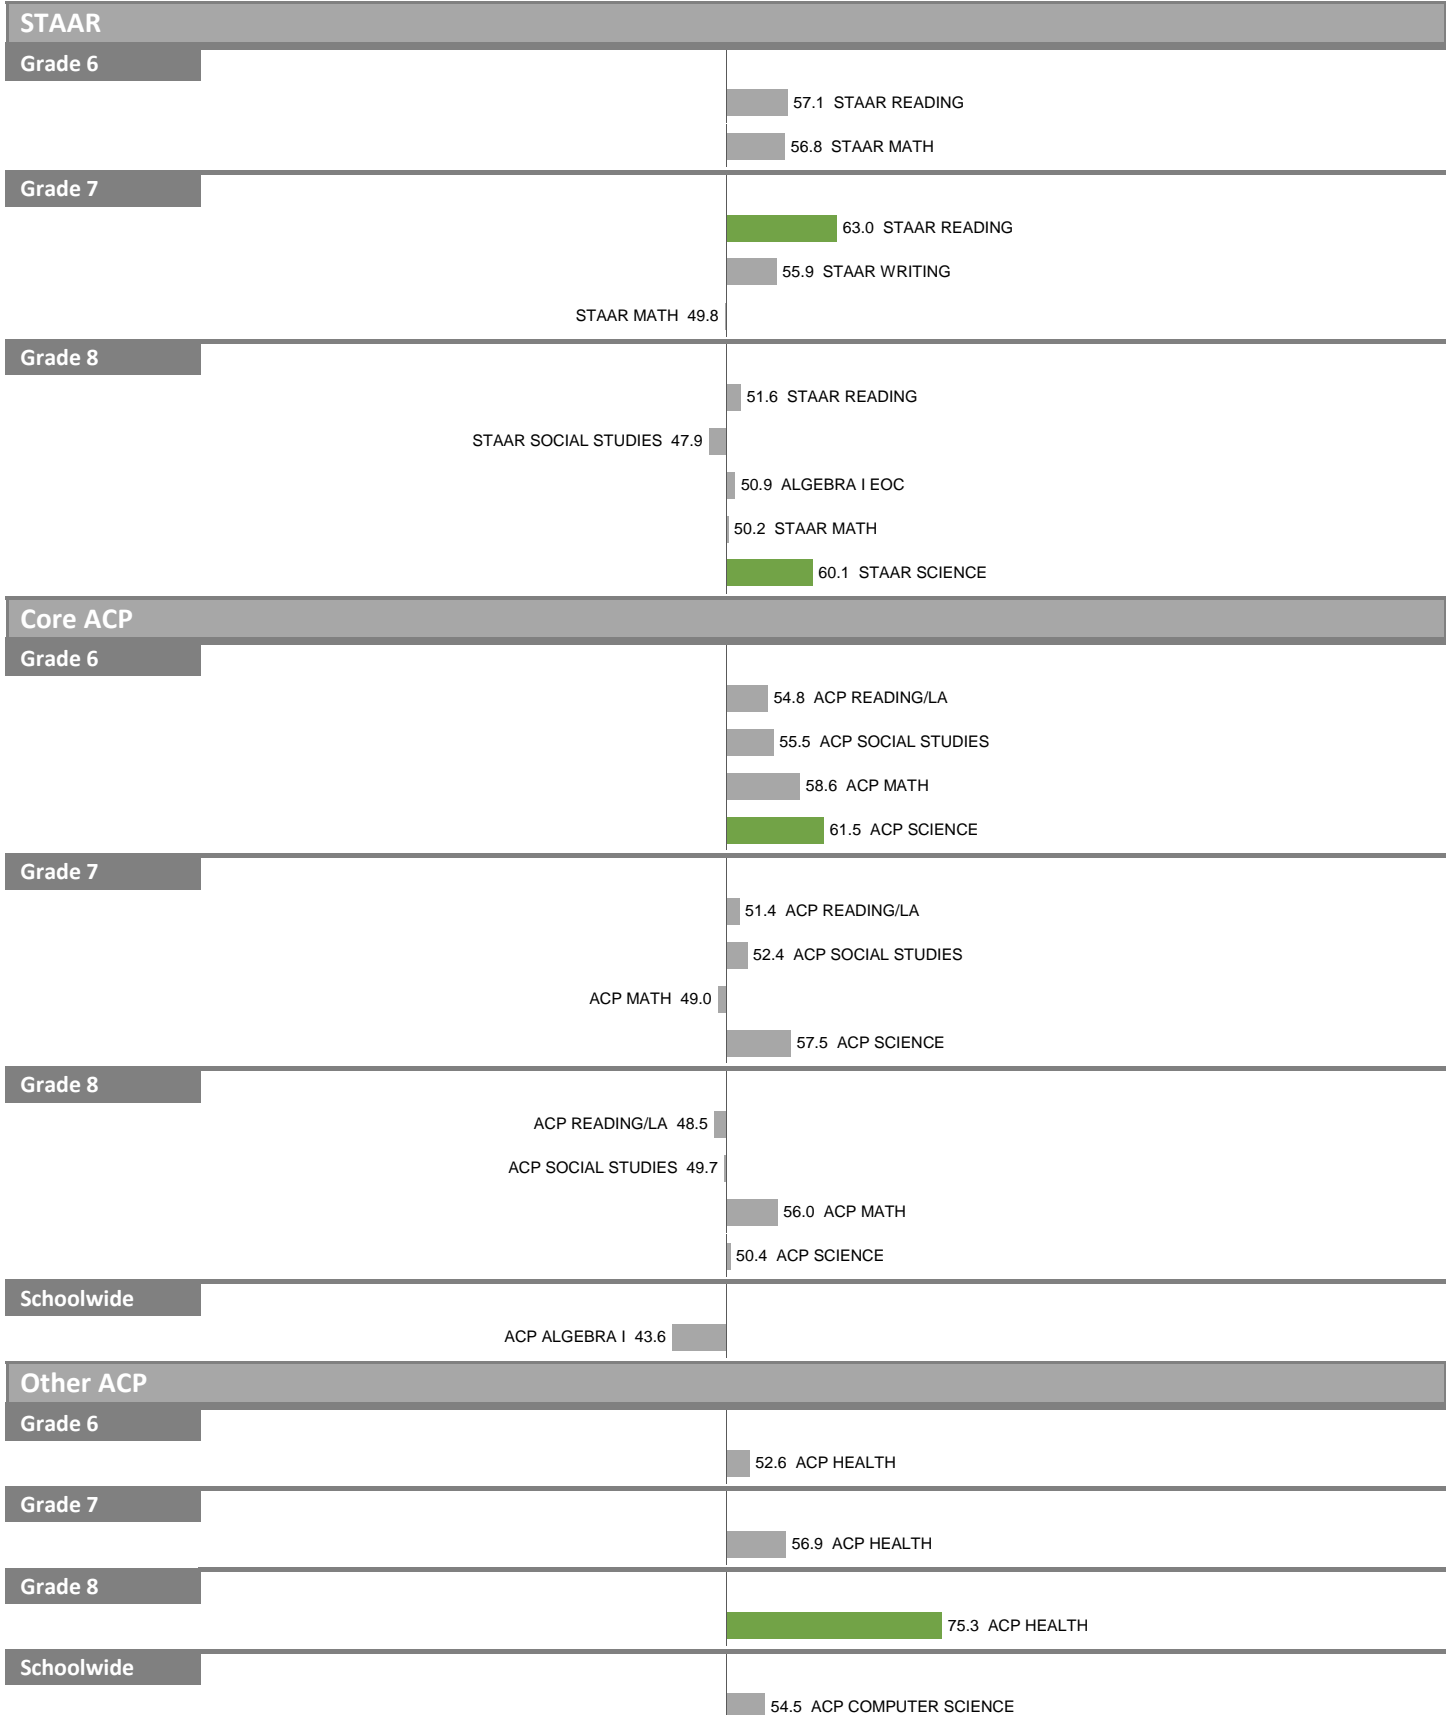 STAAR
Grade 6
57.1 STAAR READING
56.8 STAAR MATH
Grade 7
63.0 STAAR READING
55.9 STAAR WRITING
STAAR MATH 49.8
Grade 8
51.6 STAAR READING
STAAR SOCIAL STUDIES 47.9
50.9 ALGEBRA I EOC
50.2 STAAR MATH
60.1 STAAR SCIENCE
Core ACP
Grade 6
54.8 ACP READING/LA
55.5 ACP SOCIAL STUDIES
58.6 ACP MATH
61.5 ACP SCIENCE
Grade 7
51.4 ACP READING/LA
52.4 ACP SOCIAL STUDIES
ACP MATH 49.0
57.5 ACP SCIENCE
Grade 8
ACP READING/LA 48.5
ACP SOCIAL STUDIES 49.7
56.0 ACP MATH
50.4 ACP SCIENCE
Schoolwide
ACP ALGEBRA I 43.6
Other ACP
Grade 6
52.6 ACP HEALTH
Grade 7
56.9 ACP HEALTH
Grade 8
75.3 ACP HEALTH
Schoolwide
54.5 ACP COMPUTER SCIENCE